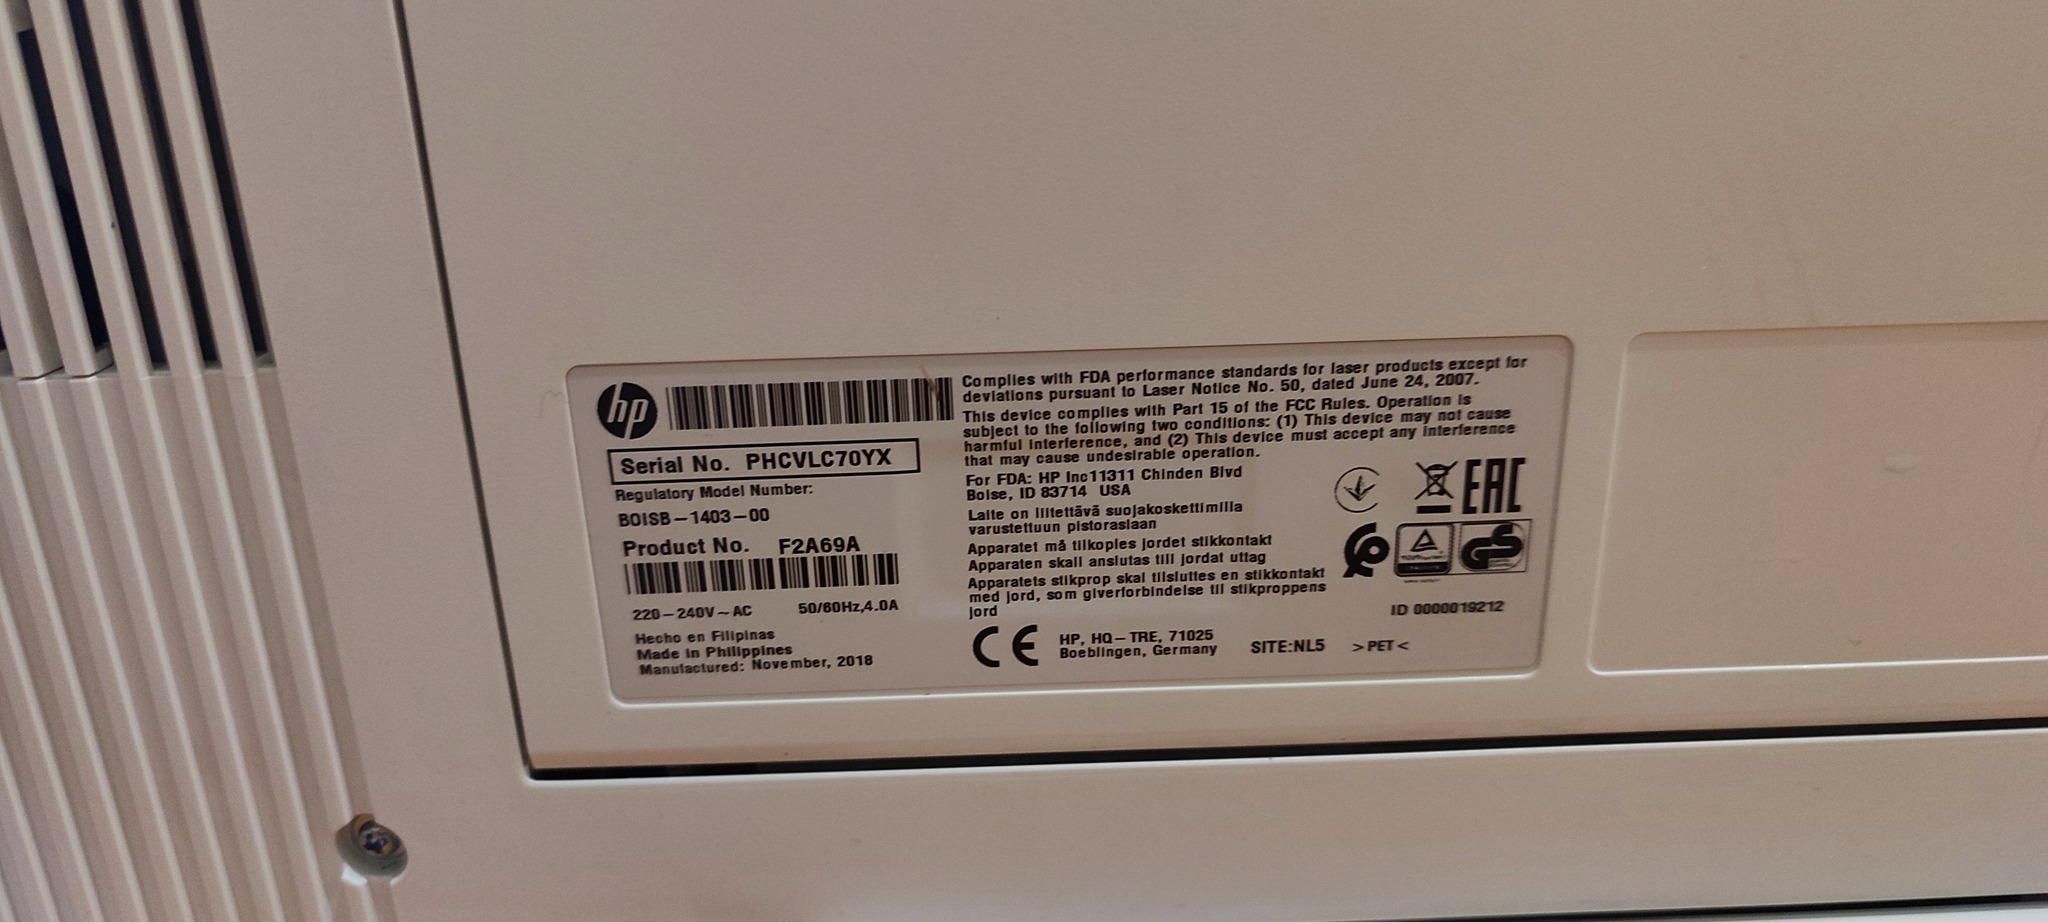 hp
Serial No. PHCVLC70YX
Regulatory Model Number:
BOISB-1403-00
Product No. F2A69A
220-240V~AC 50/60Hz,4.0A
Hecho en Filipinas
Made in Philippines
Manufactured: November, 2018
Complies with FDA performance standards for laser products except for
deviations pursuant to Laser Notice No. 50, dated June 24, 2007.
This device complies with Part 15 of the FCC Rules. Operation is
subject to the following two conditions: (1) This device may not cause
harmful interference, and (2) This device must accept any interference
that may cause undesirable operation.
For FDA: HP Inc11311 Chinden Blvd
Boise, ID 83714 USA
Laite on liitettävä suojakoskettimilla
varustettuun pistorasiaan
Apparatet må tilkoples jordet stikkontakt
Apparaten skall anslutas till jordat uttag
Apparatets stikprop skal tilsluttes en stikkontakt
med jord, som giverforbindelse til stikproppens
jord
CE
HP, HQ-TRE, 71025
Boeblingen, Germany
SITE:NL5 >PET<
EAC
GS
ID 0000019212